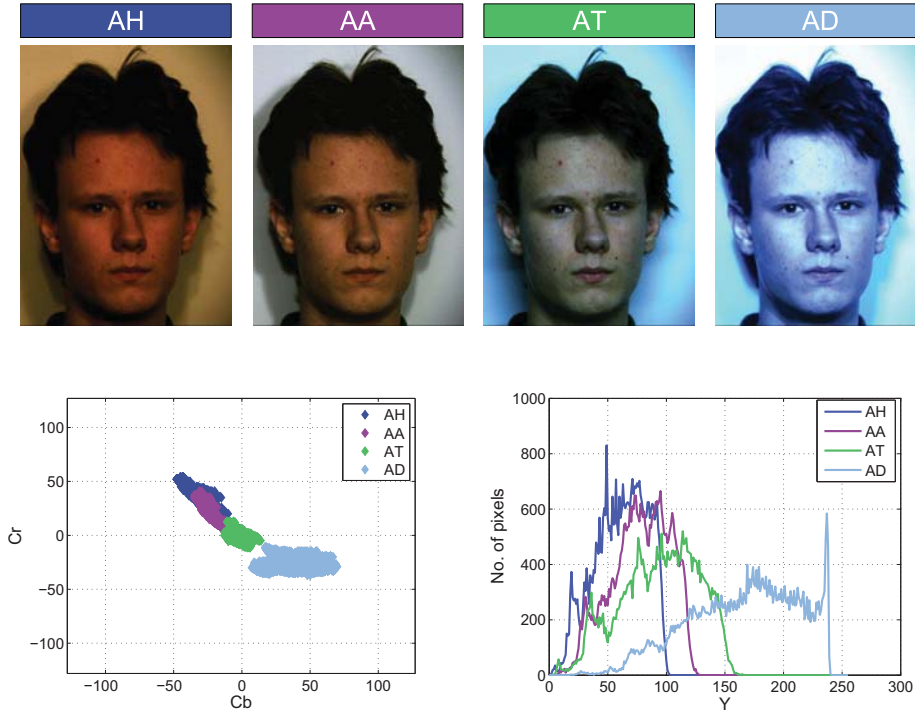 AH AA AT AD
100
50
0
−50
−100
Cr
−100 −50 0 50 100
Cb
AH
AA
AT
AD
1000
800
600
400
200
0
No. of pixels
0 50 100 150 200 250 300
Y
AH
AA
AT
AD